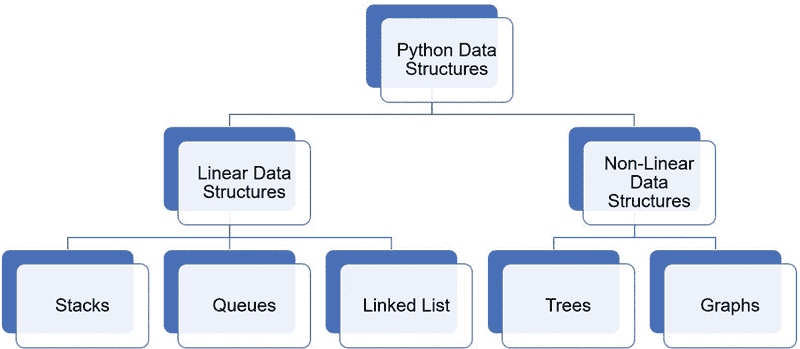 Python Data
Structures
Linear Data
Structures
Non-Linear
Data
Structures
Stacks
Queues
Linked List
Trees
Graphs